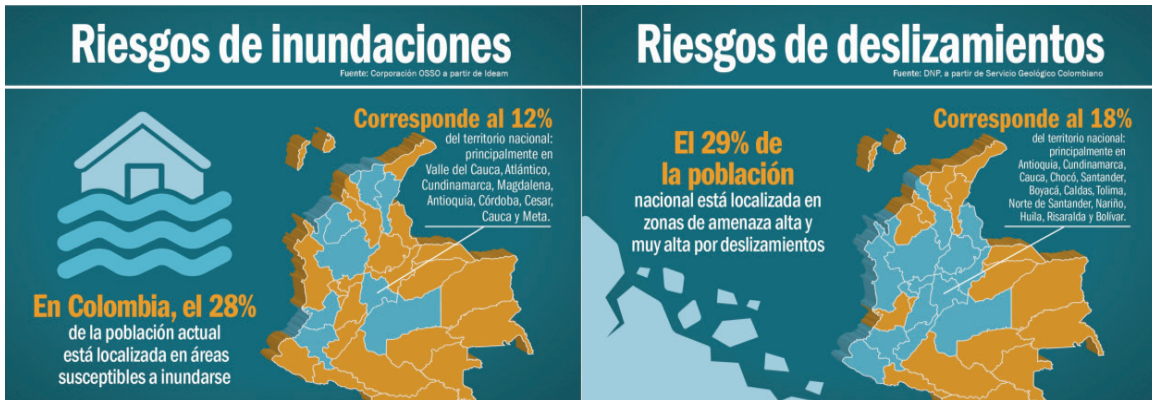 Riesgos de inundaciones
Fuente: Corporación OSSO a partir de Ideam
Corresponde al 12%
del territorio nacional:
principalmente en
Valle del Cauca, Atlántico,
Cundinamarca, Magdalena,
Antioquia, Córdoba, Cesar,
Cauca y Meta.
En Colombia, el 28%
de la población actual
está localizada en áreas
susceptibles a inundarse
Riesgos de deslizamientos
Fuente: DNP, a partir de Servicio Geológico Colombiano
El 29% de
la población
nacional está localizada en
zonas de amenaza alta y
muy alta por deslizamientos
Corresponde al 18%
del territorio nacional:
principalmente en
Antioquia, Cundinamarca,
Cauca, Chocó, Santander,
Boyacá, Caldas, Tolima,
Norte de Santander, Nariño,
Huila, Risaralda y Bolívar.